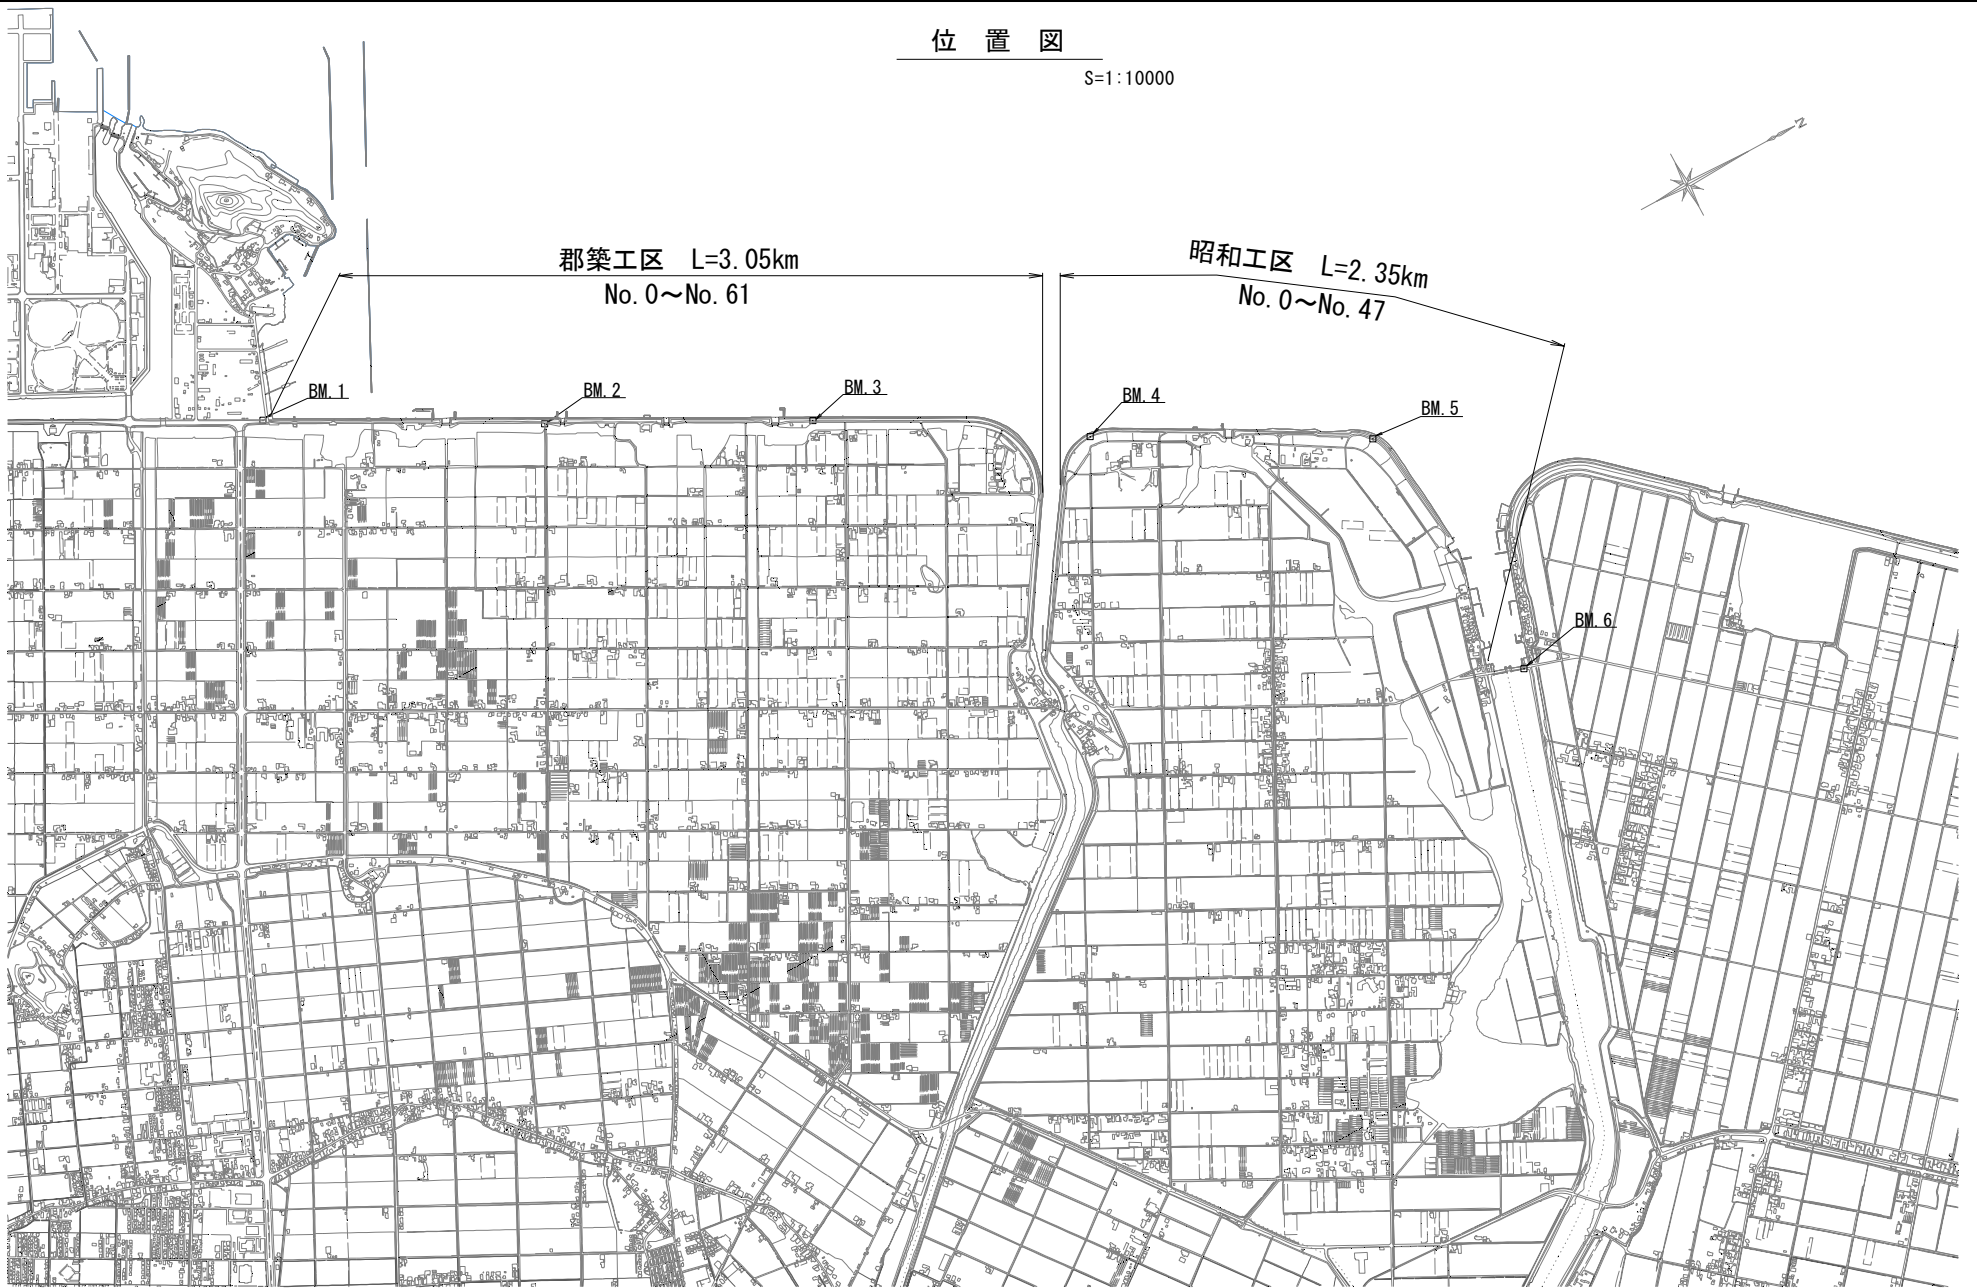 位 置 図
S=1:10000
N
郡築工区 L=3.05km
No.0～No.61
昭和工区 L=2.35km
No.0～No.47
BM.1
BM.2
BM.3
BM.4
BM.5
BM.6